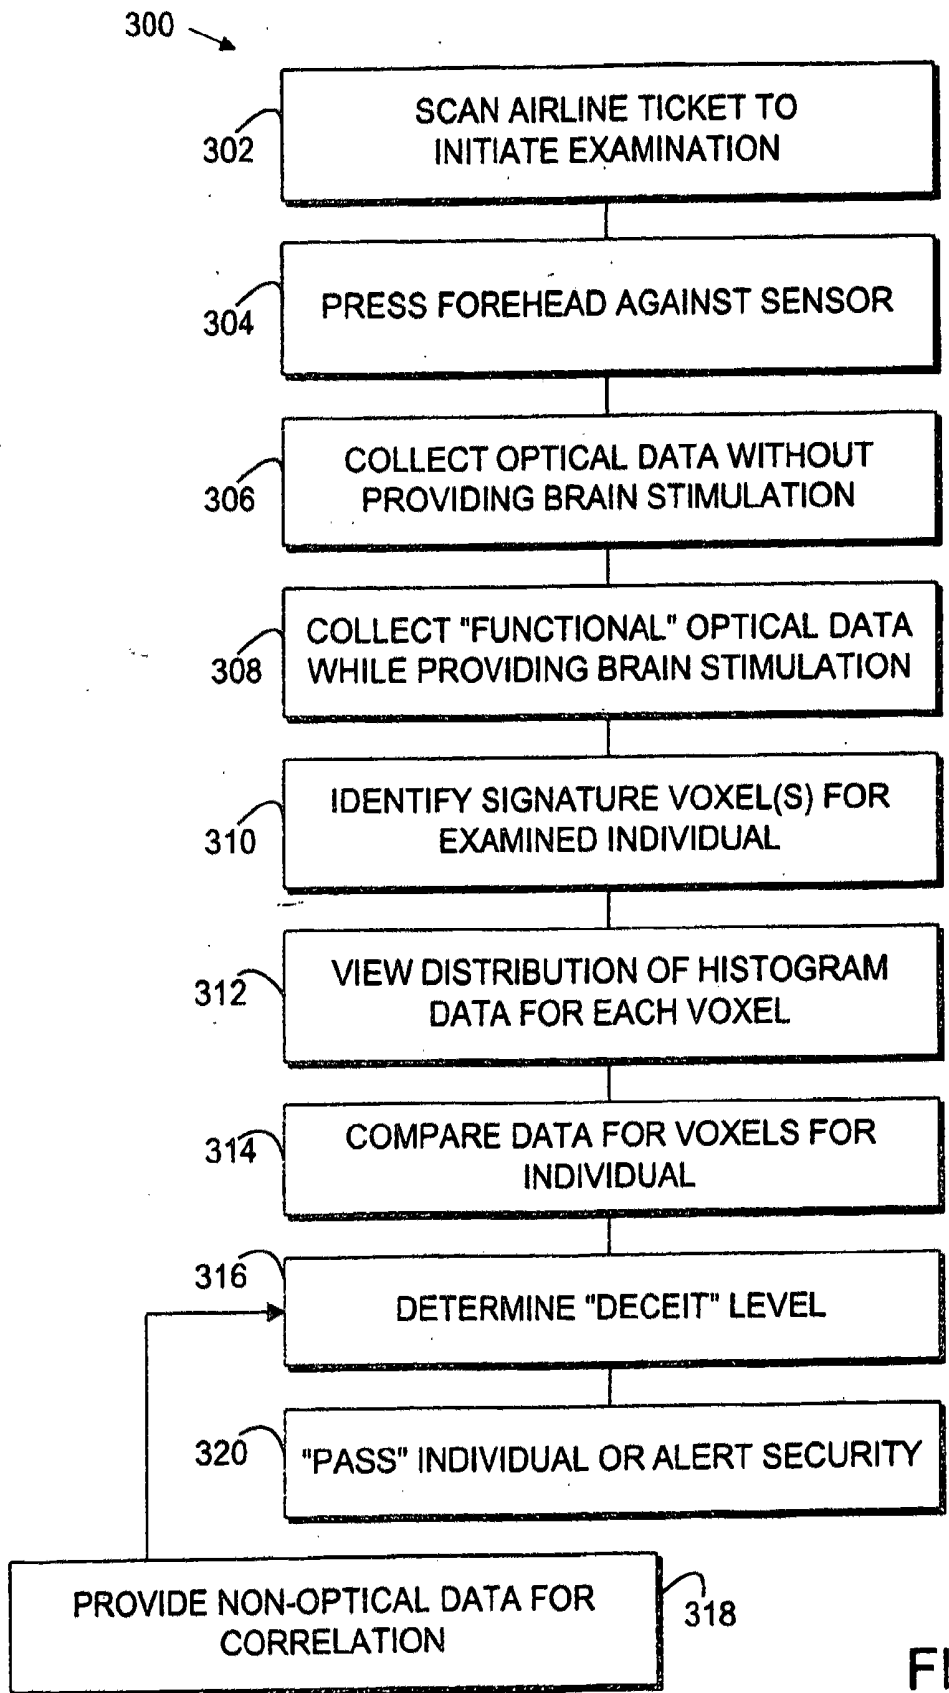 300
302
SCAN AIRLINE TICKET TO
INITIATE EXAMINATION
304
PRESS FOREHEAD AGAINST SENSOR
306
COLLECT OPTICAL DATA WITHOUT
PROVIDING BRAIN STIMULATION
308
COLLECT "FUNCTIONAL" OPTICAL DATA
WHILE PROVIDING BRAIN STIMULATION
310
IDENTIFY SIGNATURE VOXEL(S) FOR
EXAMINED INDIVIDUAL
312
VIEW DISTRIBUTION OF HISTOGRAM
DATA FOR EACH VOXEL
314
COMPARE DATA FOR VOXELS FOR
INDIVIDUAL
316
DETERMINE "DECEIT" LEVEL
320
"PASS" INDIVIDUAL OR ALERT SECURITY
PROVIDE NON-OPTICAL DATA FOR
CORRELATION
318